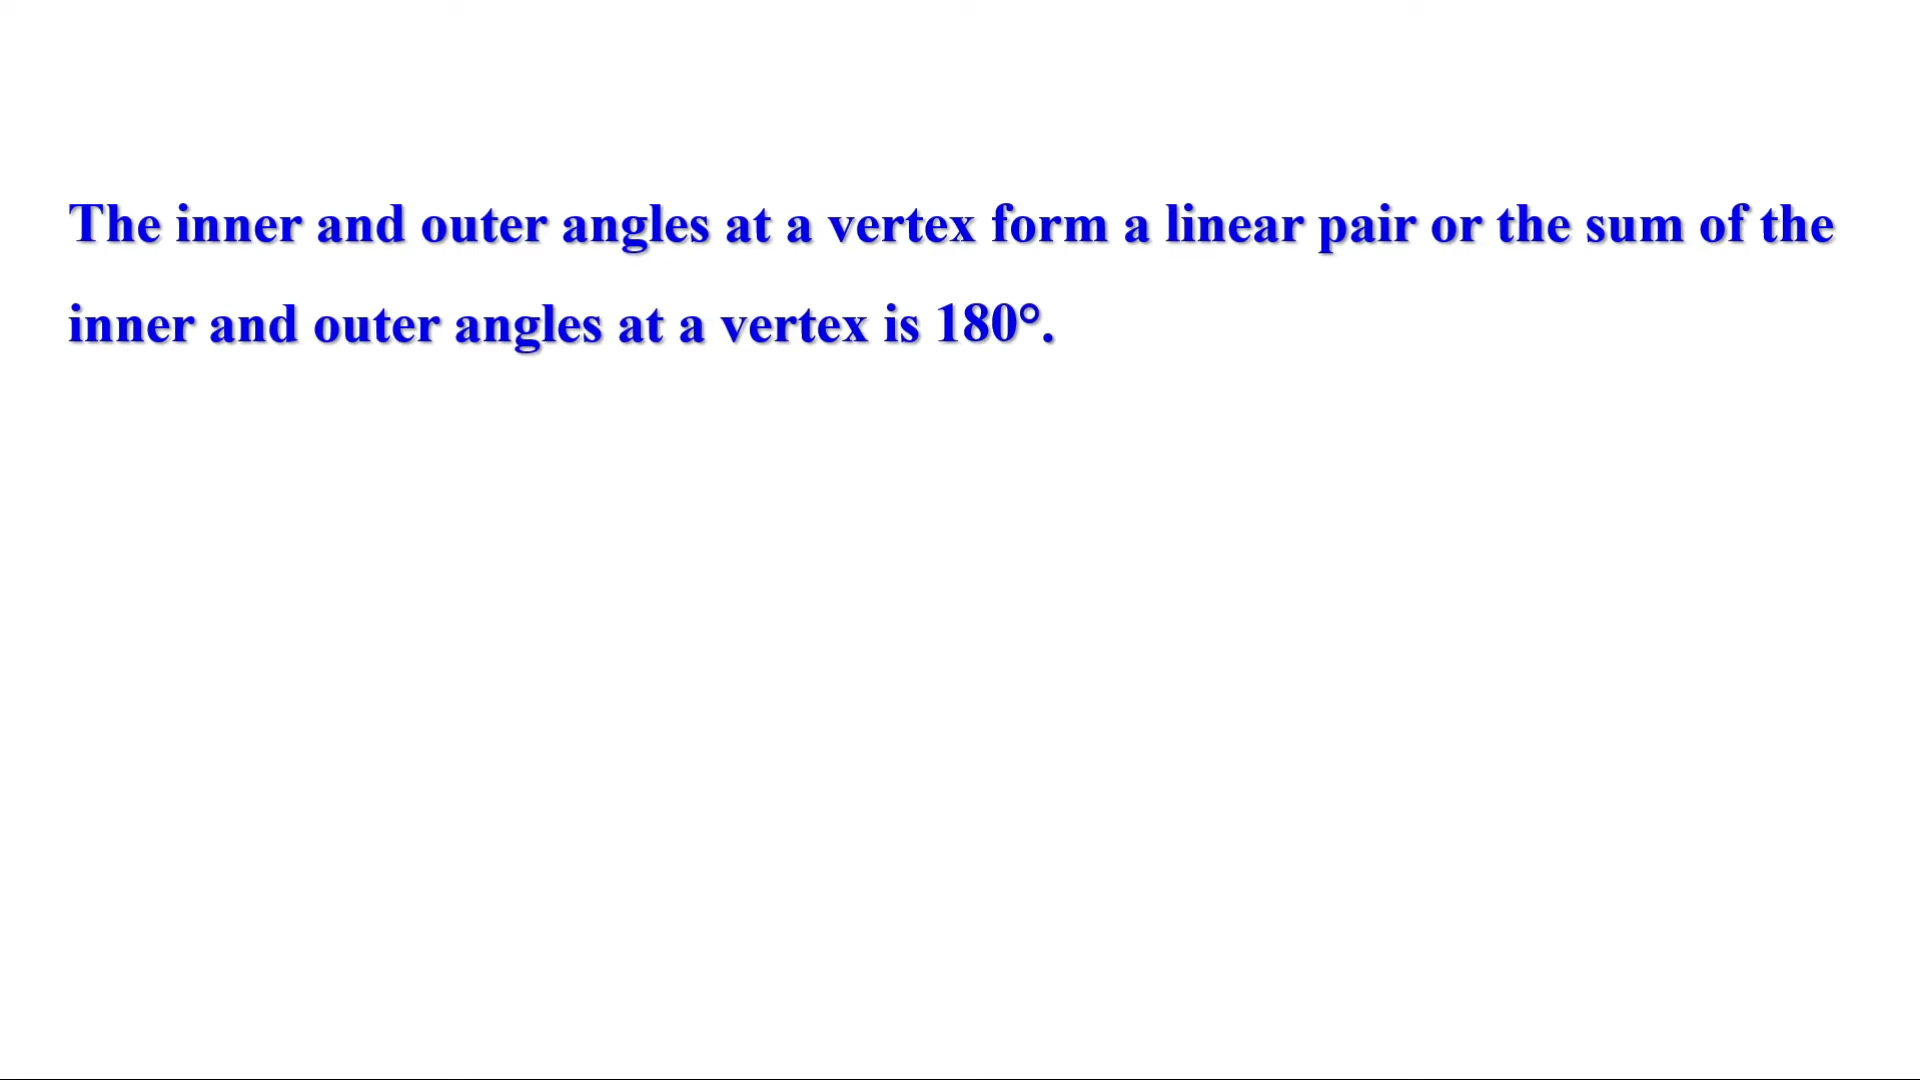 The inner and outer angles at a vertex form a linear pair or the sum of the
inner and outer angles at a vertex is 180°.